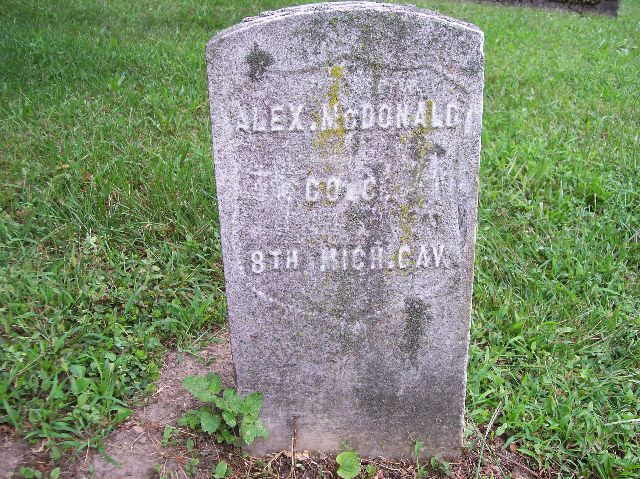 ALEX. McDONALD
CO. C.
8TH MICH. CAV.